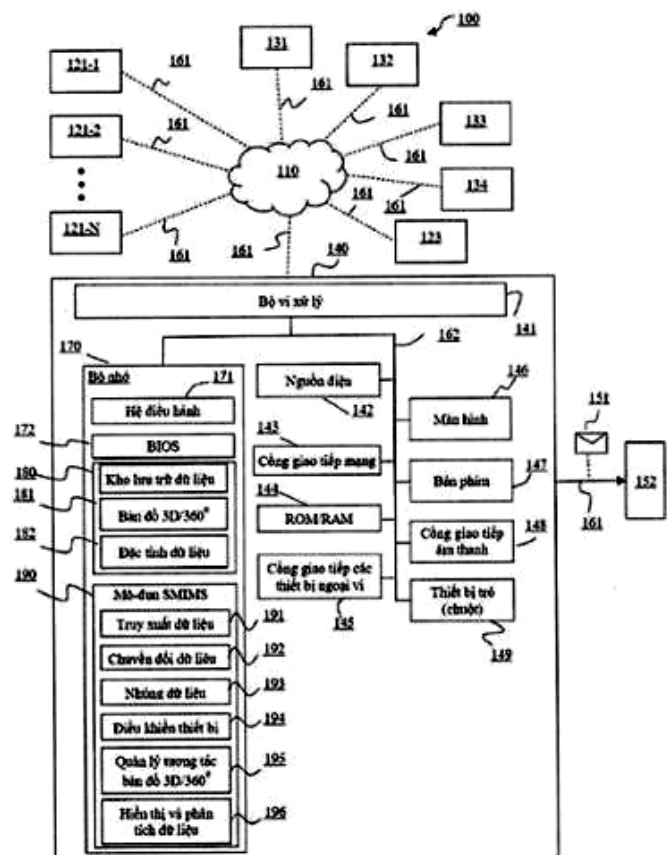 100
131
132
121-1
161
161
161
133
121-2
161
161
110
134
161
161
121-N
161
161
123
140
Bộ vi xử lý
141
170
162
Bộ nhớ
171
146
Hệ điều hành
Nguồn điện
142
Màn hình
151
172
BIOS
143
180
Kho lưu trữ dữ liệu
Cổng giao tiếp mạng
Bàn phím
147
152
181
Bản đồ 3D/360°
144
161
182
Đặc tính dữ liệu
ROM/RAM
Cổng giao tiếp
âm thanh
148
190
Mô-đun SMIMS
Cổng giao tiếp các
thiết bị ngoại vi
Thiết bị trỏ
(chuột)
Truy xuất dữ liệu
191
145
149
Chuyển đổi dữ liệu
192
Nhúng dữ liệu
193
Điều khiển thiết bị
194
Quản lý tương tác
bản đồ 3D/360°
195
Hiển thị và phân
tích dữ liệu
196